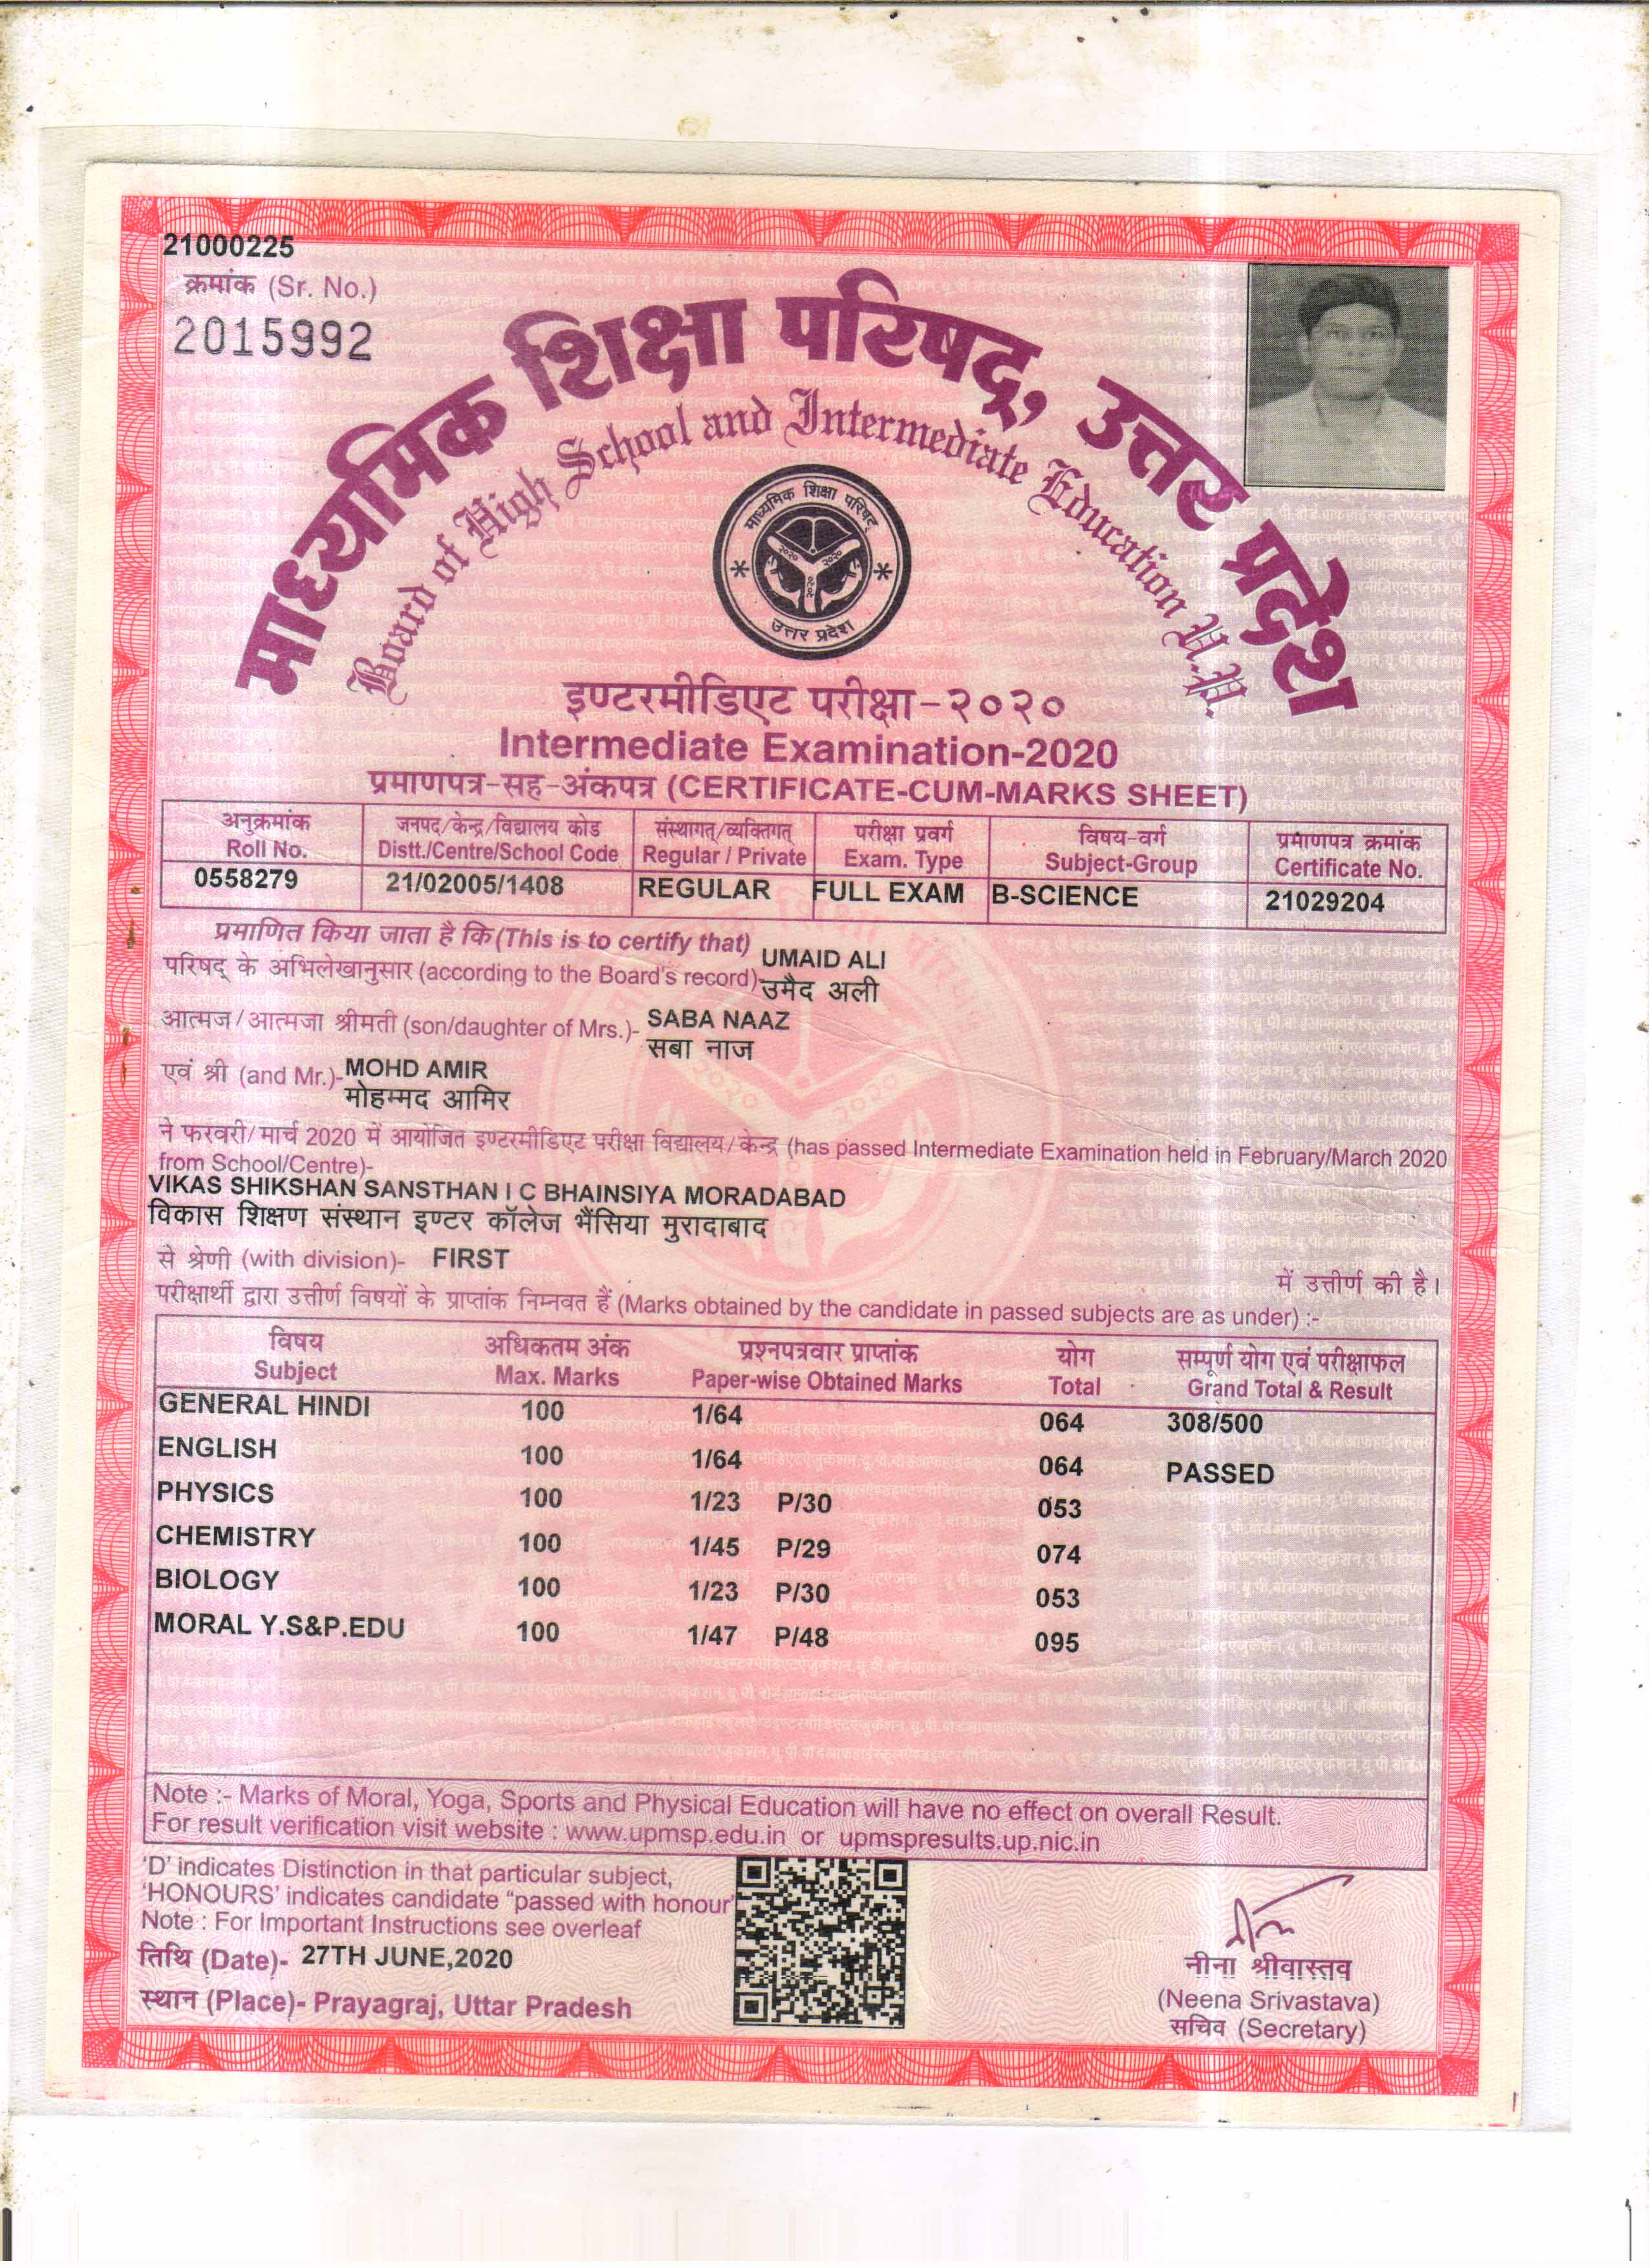 21000225
क्रमांक (Sr. No.)
2015992
माध्यमिक शिक्षा परिषद्, उत्तर प्रदेश
Board of High School and Intermediate Education U.P.
माध्यमिक शिक्षा परिषद्
२०२० २०२०
२०२०
उत्तर प्रदेश
इण्टरमीडिएट परीक्षा-२०२०
Intermediate Examination-2020
प्रमाणपत्र-सह-अंकपत्र (CERTIFICATE-CUM-MARKS SHEET)
अनुक्रमांक जनपद/केन्द्र/विद्यालय कोड संस्थागत्/व्यक्तिगत् परीक्षा प्रवर्ग विषय-वर्ग प्रमाणपत्र क्रमांक
Roll No. Distt./Centre/School Code Regular / Private Exam. Type Subject-Group Certificate No.
0558279 21/02005/1408 REGULAR FULL EXAM B-SCIENCE 21029204
प्रमाणित किया जाता है कि (This is to certify that) UMAID ALI
परिषद् के अभिलेखानुसार (according to the Board's record)- उमैद अली
आत्मज/आत्मजा श्रीमती (son/daughter of Mrs.)- SABA NAAZ
सबा नाज
एवं श्री (and Mr.)- MOHD AMIR
मोहम्मद आमिर
ने फरवरी/मार्च 2020 में आयोजित इण्टरमीडिएट परीक्षा विद्यालय/केन्द्र (has passed Intermediate Examination held in February/March 2020
from School/Centre)-
VIKAS SHIKSHAN SANSTHAN I C BHAINSIYA MORADABAD
विकास शिक्षण संस्थान इण्टर कॉलेज भैंसिया मुरादाबाद
से श्रेणी (with division)- FIRST में उत्तीर्ण की है।
परीक्षार्थी द्वारा उत्तीर्ण विषयों के प्राप्तांक निम्नवत हैं (Marks obtained by the candidate in passed subjects are as under) :-
विषय अधिकतम अंक प्रश्नपत्रवार प्राप्तांक योग सम्पूर्ण योग एवं परीक्षाफल
Subject Max. Marks Paper-wise Obtained Marks Total Grand Total & Result
GENERAL HINDI 100 1/64 064 308/500
ENGLISH 100 1/64 064 PASSED
PHYSICS 100 1/23 P/30 053
CHEMISTRY 100 1/45 P/29 074
BIOLOGY 100 1/23 P/30 053
MORAL Y.S&P.EDU 100 1/47 P/48 095
Note :- Marks of Moral, Yoga, Sports and Physical Education will have no effect on overall Result.
For result verification visit website : www.upmsp.edu.in or upmspresults.up.nic.in
'D' indicates Distinction in that particular subject,
'HONOURS' indicates candidate "passed with honour"
Note : For Important Instructions see overleaf
तिथि (Date)- 27TH JUNE,2020
स्थान (Place)- Prayagraj, Uttar Pradesh
नीना श्रीवास्तव
(Neena Srivastava)
सचिव (Secretary)